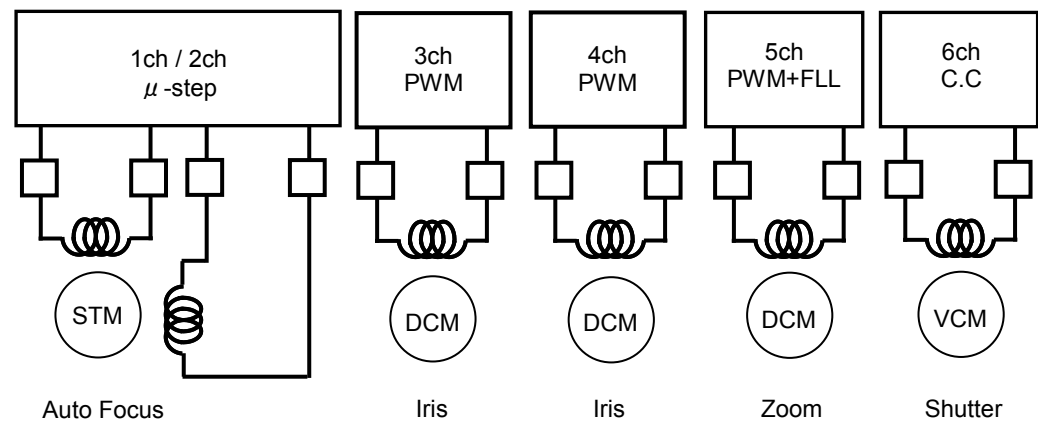 1ch / 2ch
μ-step
3ch
PWM
4ch
PWM
5ch
PWM+FLL
6ch
C.C
STM
DCM
DCM
DCM
VCM
Auto Focus
Iris
Iris
Zoom
Shutter